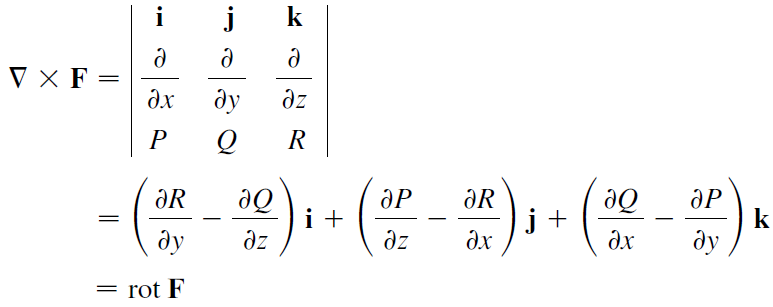 ∇ × F = | i j k |
| ∂/∂x ∂/∂y ∂/∂z |
| P Q R |
= (∂R/∂y − ∂Q/∂z) i + (∂P/∂z − ∂R/∂x) j + (∂Q/∂x − ∂P/∂y) k
= rot F